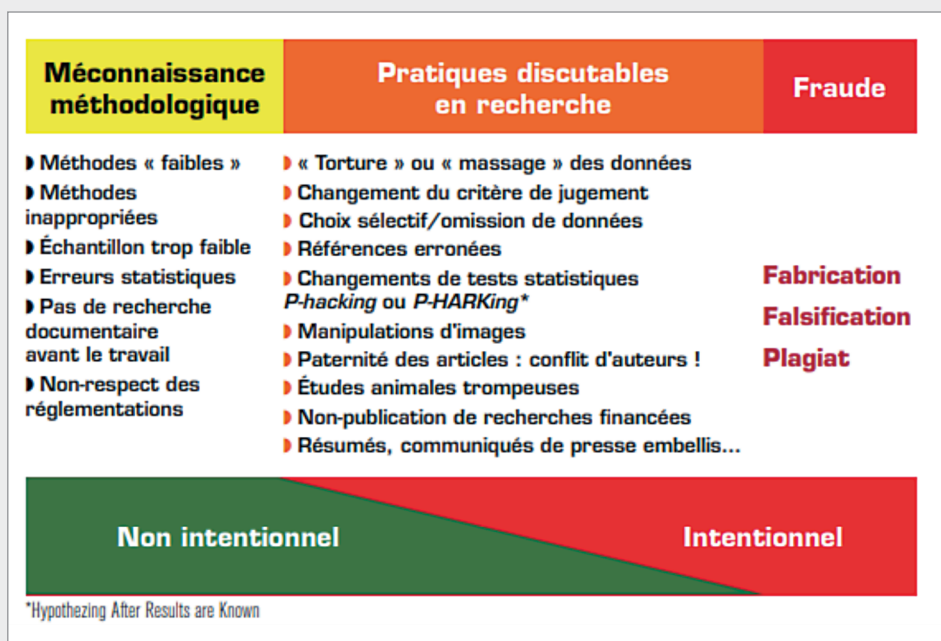 Méconnaissance
méthodologique
Pratiques discutables
en recherche
Fraude
◗ Méthodes « faibles »
◗ Méthodes
inappropriées
◗ Échantillon trop faible
◗ Erreurs statistiques
◗ Pas de recherche
documentaire
avant le travail
◗ Non-respect des
réglementations
◗ « Torture » ou « massage » des données
◗ Changement du critère de jugement
◗ Choix sélectif/omission de données
◗ Références erronées
◗ Changements de tests statistiques
P-hacking ou P-HARKing*
◗ Manipulations d'images
◗ Paternité des articles : conflit d'auteurs !
◗ Études animales trompeuses
◗ Non-publication de recherches financées
◗ Résumés, communiqués de presse embellis...
Fabrication
Falsification
Plagiat
Non intentionnel
Intentionnel
*Hypothezing After Results are Known